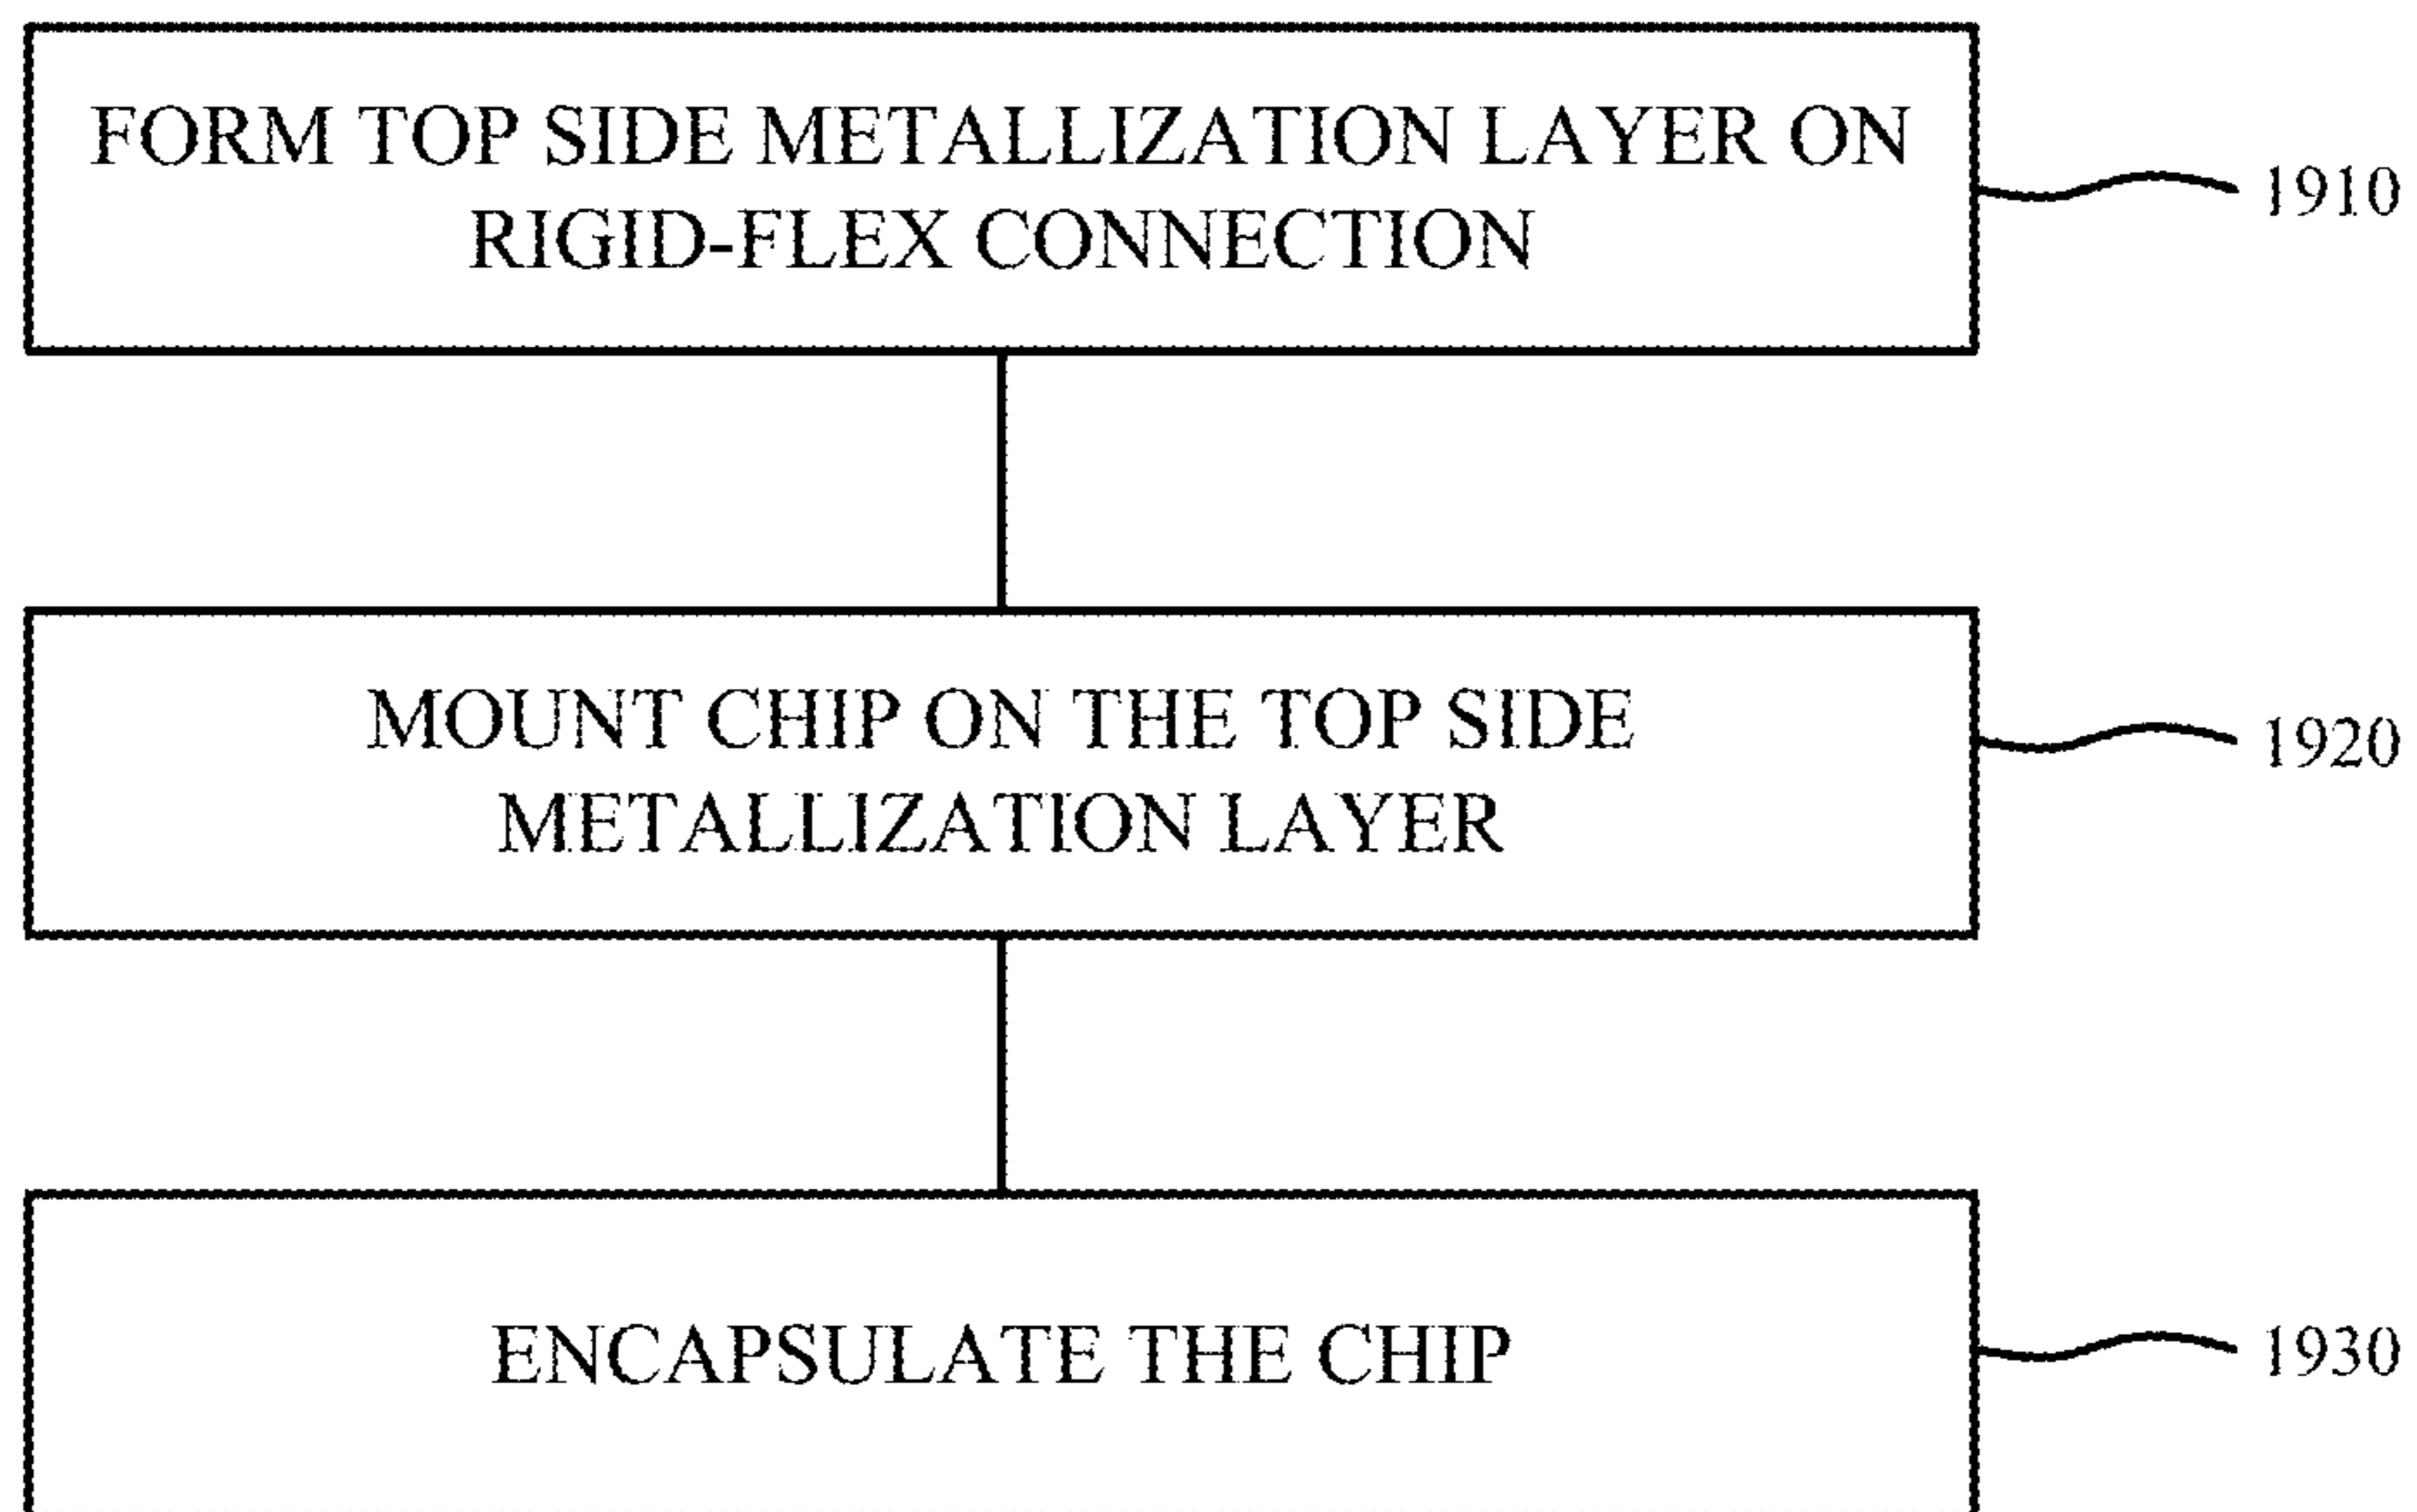 FORM TOP SIDE METALLIZATION LAYER ON
RIGID-FLEX CONNECTION
1910
MOUNT CHIP ON THE TOP SIDE
METALLIZATION LAYER
1920
ENCAPSULATE THE CHIP
1930